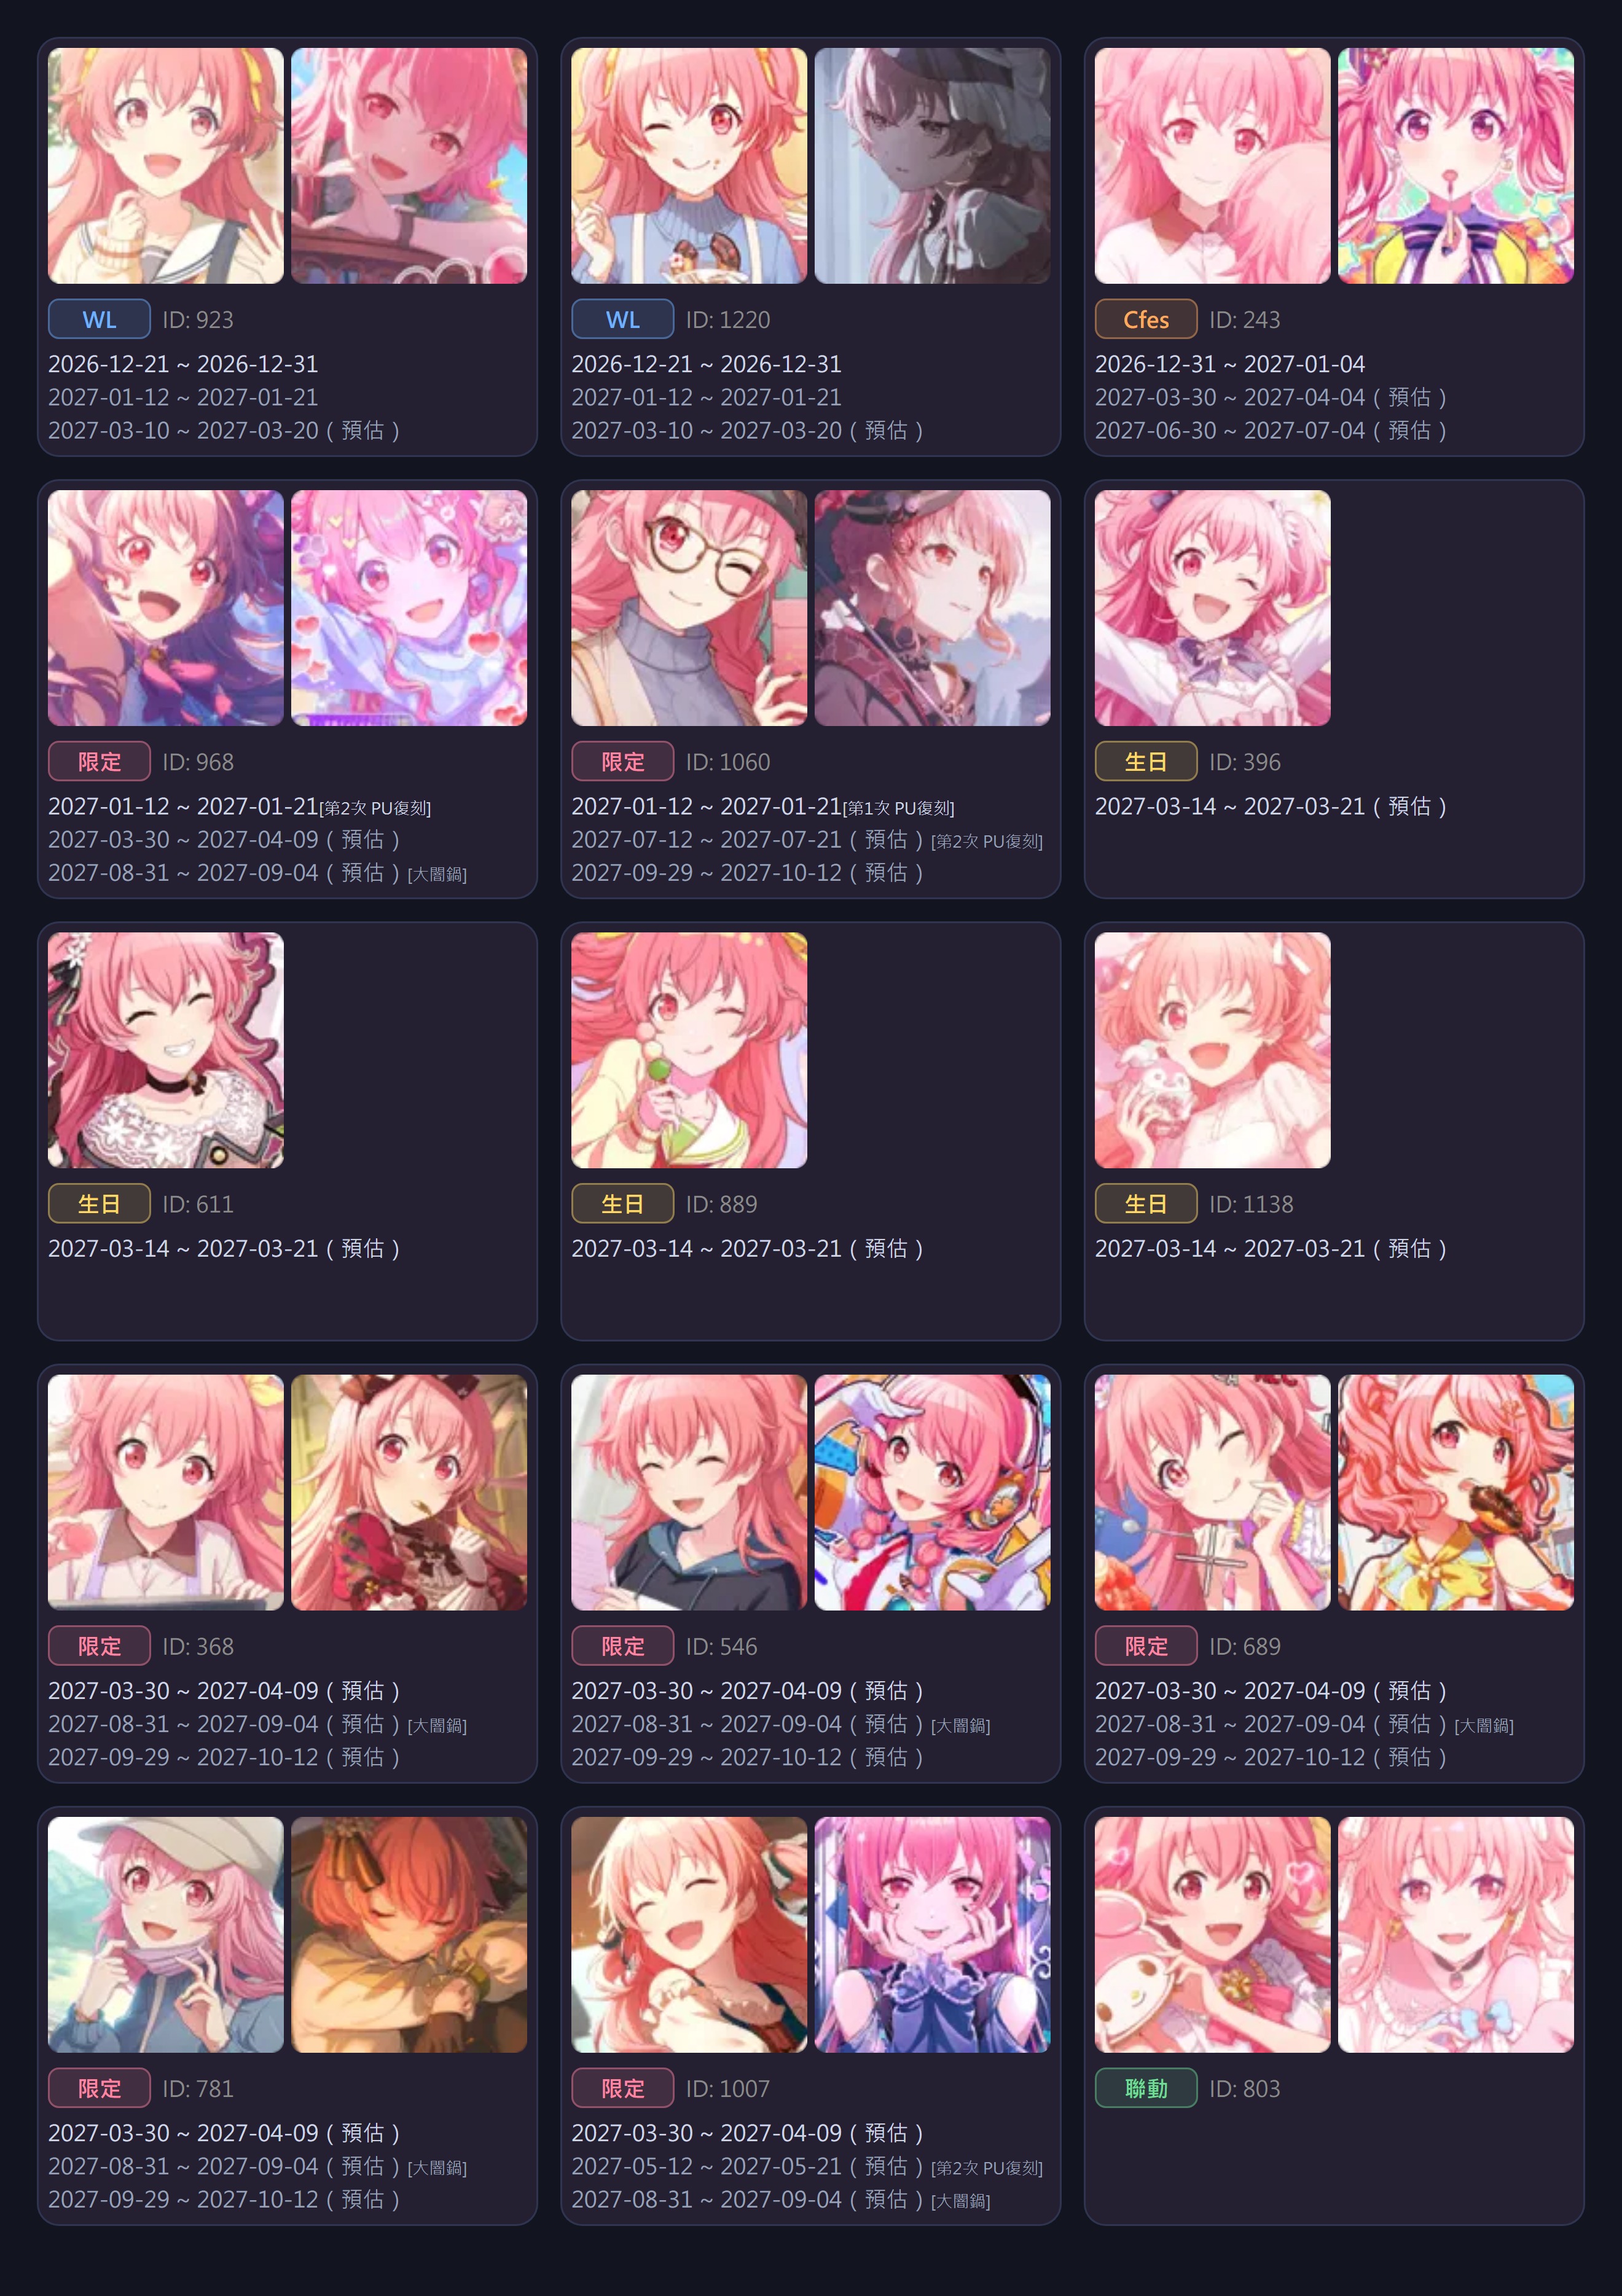 WL ID: 923
2026-12-21 ~ 2026-12-31
2027-01-12 ~ 2027-01-21
2027-03-10 ~ 2027-03-20 ( 預估 )
WL ID: 1220
2026-12-21 ~ 2026-12-31
2027-01-12 ~ 2027-01-21
2027-03-10 ~ 2027-03-20 ( 預估 )
Cfes ID: 243
2026-12-31 ~ 2027-01-04
2027-03-30 ~ 2027-04-04 ( 預估 )
2027-06-30 ~ 2027-07-04 ( 預估 )
限定 ID: 968
2027-01-12 ~ 2027-01-21[第2次 PU復刻]
2027-03-30 ~ 2027-04-09 ( 預估 )
2027-08-31 ~ 2027-09-04 ( 預估 ) [大闇鍋]
限定 ID: 1060
2027-01-12 ~ 2027-01-21[第1次 PU復刻]
2027-07-12 ~ 2027-07-21 ( 預估 ) [第2次 PU復刻]
2027-09-29 ~ 2027-10-12 ( 預估 )
生日 ID: 396
2027-03-14 ~ 2027-03-21 ( 預估 )
生日 ID: 611
2027-03-14 ~ 2027-03-21 ( 預估 )
生日 ID: 889
2027-03-14 ~ 2027-03-21 ( 預估 )
生日 ID: 1138
2027-03-14 ~ 2027-03-21 ( 預估 )
限定 ID: 368
2027-03-30 ~ 2027-04-09 ( 預估 )
2027-08-31 ~ 2027-09-04 ( 預估 ) [大闇鍋]
2027-09-29 ~ 2027-10-12 ( 預估 )
限定 ID: 546
2027-03-30 ~ 2027-04-09 ( 預估 )
2027-08-31 ~ 2027-09-04 ( 預估 ) [大闇鍋]
2027-09-29 ~ 2027-10-12 ( 預估 )
限定 ID: 689
2027-03-30 ~ 2027-04-09 ( 預估 )
2027-08-31 ~ 2027-09-04 ( 預估 ) [大闇鍋]
2027-09-29 ~ 2027-10-12 ( 預估 )
限定 ID: 781
2027-03-30 ~ 2027-04-09 ( 預估 )
2027-08-31 ~ 2027-09-04 ( 預估 ) [大闇鍋]
2027-09-29 ~ 2027-10-12 ( 預估 )
限定 ID: 1007
2027-03-30 ~ 2027-04-09 ( 預估 )
2027-05-12 ~ 2027-05-21 ( 預估 ) [第2次 PU復刻]
2027-08-31 ~ 2027-09-04 ( 預估 ) [大闇鍋]
聯動 ID: 803